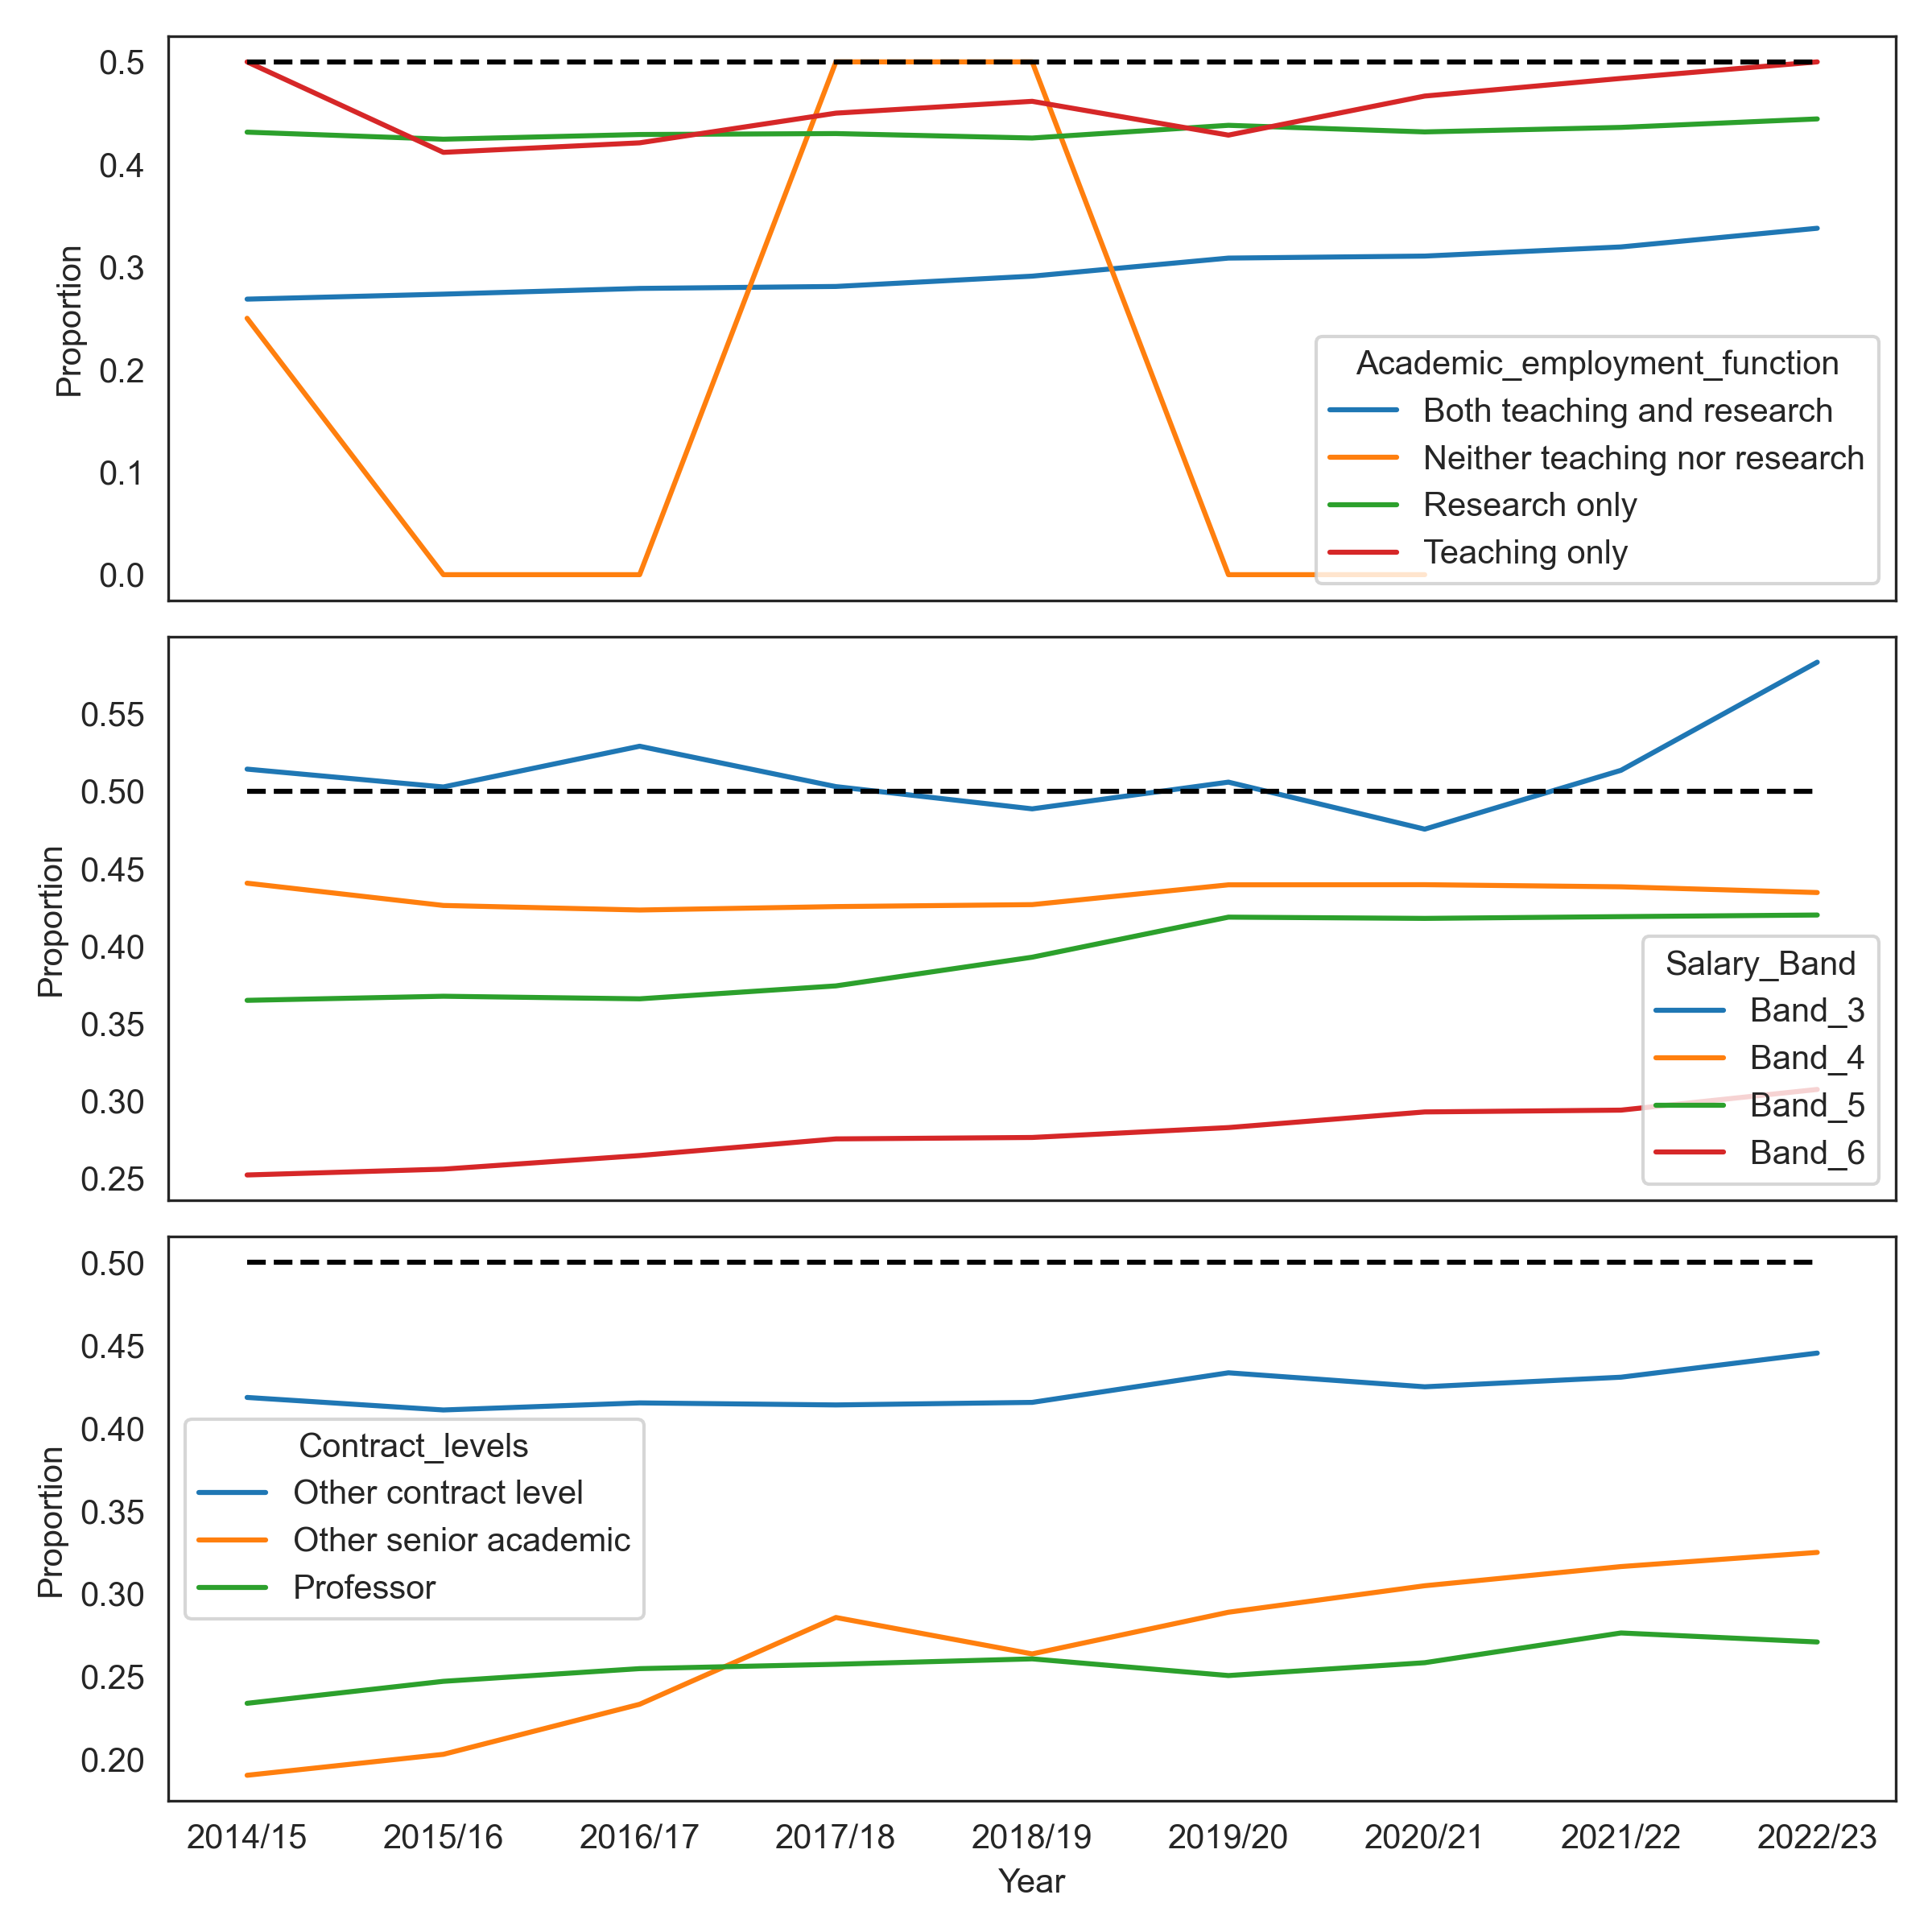 0.5
0.4
0.3
0.2
0.1
0.0
Proportion
Academic_employment_function
Both teaching and research
Neither teaching nor research
Research only
Teaching only
0.55
0.50
0.45
0.40
0.35
0.30
0.25
Proportion
Salary_Band
Band_3
Band_4
Band_5
Band_6
0.50
0.45
0.40
0.35
0.30
0.25
0.20
Proportion
Contract_levels
Other contract level
Other senior academic
Professor
2014/15 2015/16 2016/17 2017/18 2018/19 2019/20 2020/21 2021/22 2022/23
Year